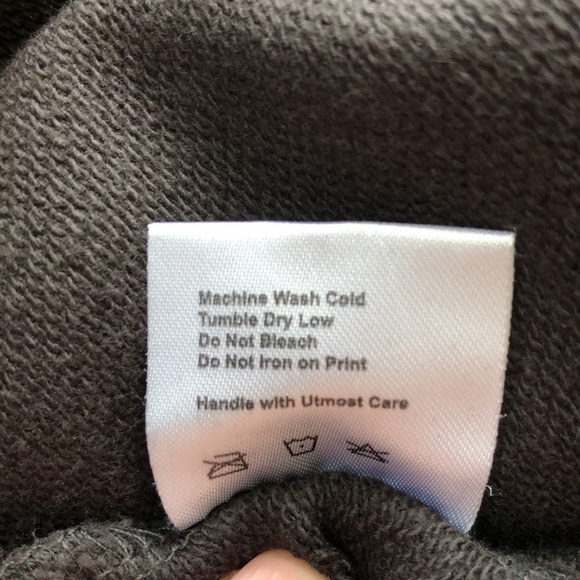 Machine Wash Cold
Tumble Dry Low
Do Not Bleach
Do Not Iron on Print
Handle with Utmost Care